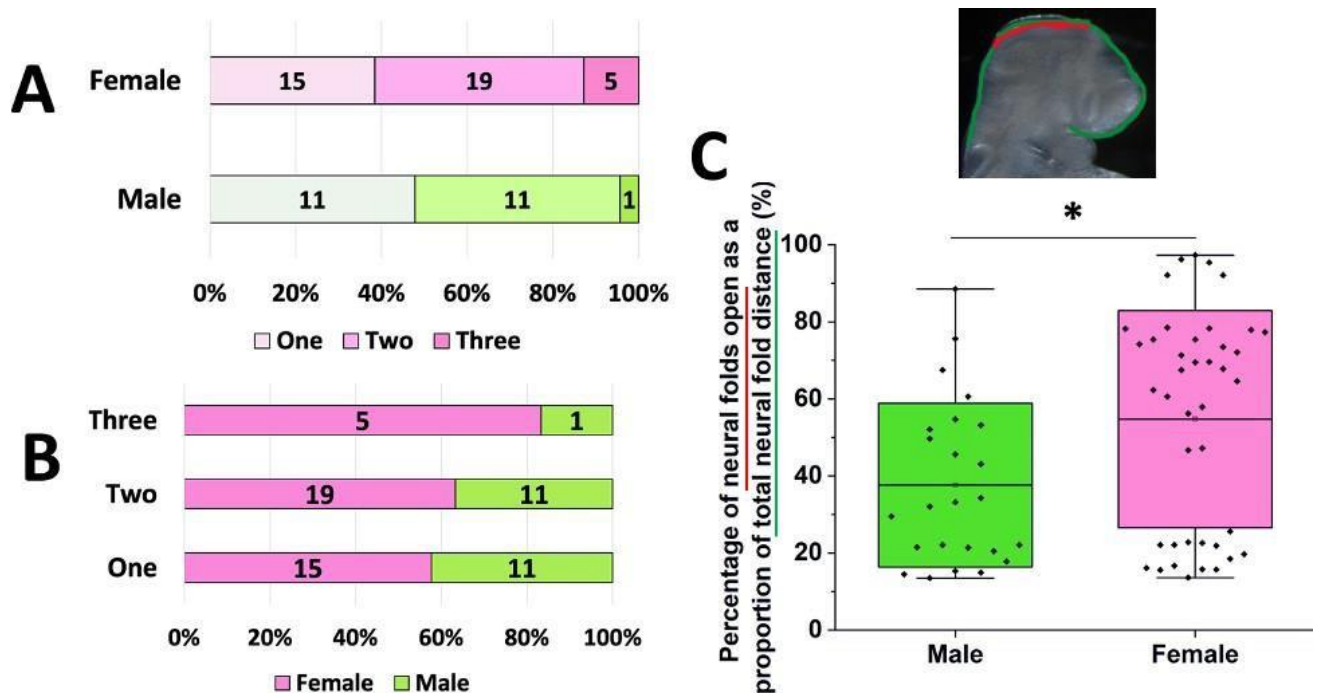 A
Female
15 19 5
Male
11 11 1
0% 20% 40% 60% 80% 100%
One Two Three
B
Three
5 1
Two
19 11
One
15 11
0% 20% 40% 60% 80% 100%
Female Male
C
Percentage of neural folds open as a
proportion of total neural fold distance (%)
*
100
80
60
40
20
0
Male Female